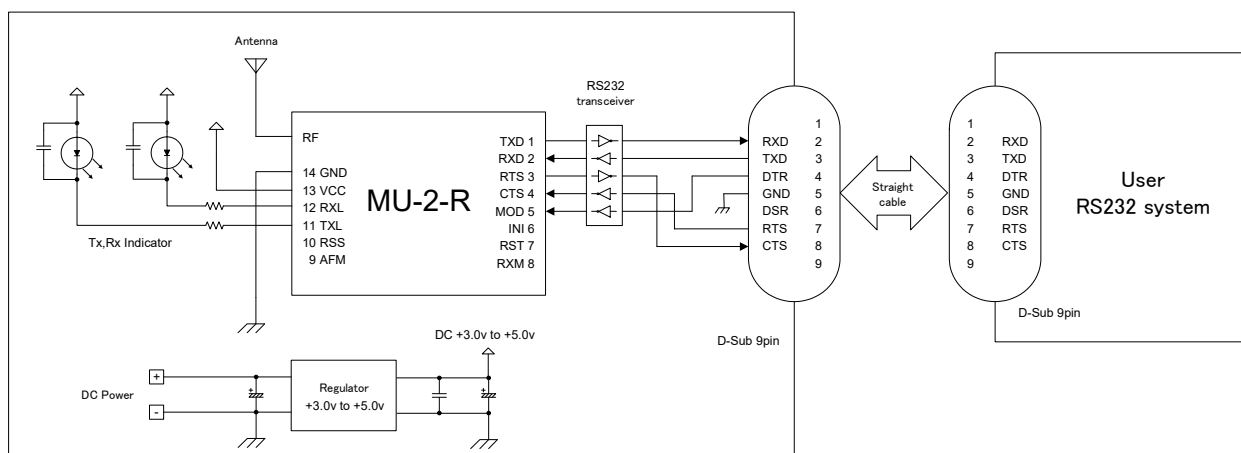 Antenna
RS232
transceiver
RF
14 GND
13 VCC
12 RXL
11 TXL
10 RSS
9 AFM
MU-2-R
TXD 1
RXD 2
RTS 3
CTS 4
MOD 5
INI 6
RST 7
RXM 8
Tx,Rx Indicator
1
RXD 2
TXD 3
DTR 4
GND 5
DSR 6
RTS 7
CTS 8
9
D-Sub 9pin
Straight
cable
1
2 RXD
3 TXD
4 DTR
5 GND
6 DSR
7 RTS
8 CTS
9
D-Sub 9pin
User
RS232 system
DC Power
+
-
+
Regulator
+3.0v to +5.0v
DC +3.0v to +5.0v
+